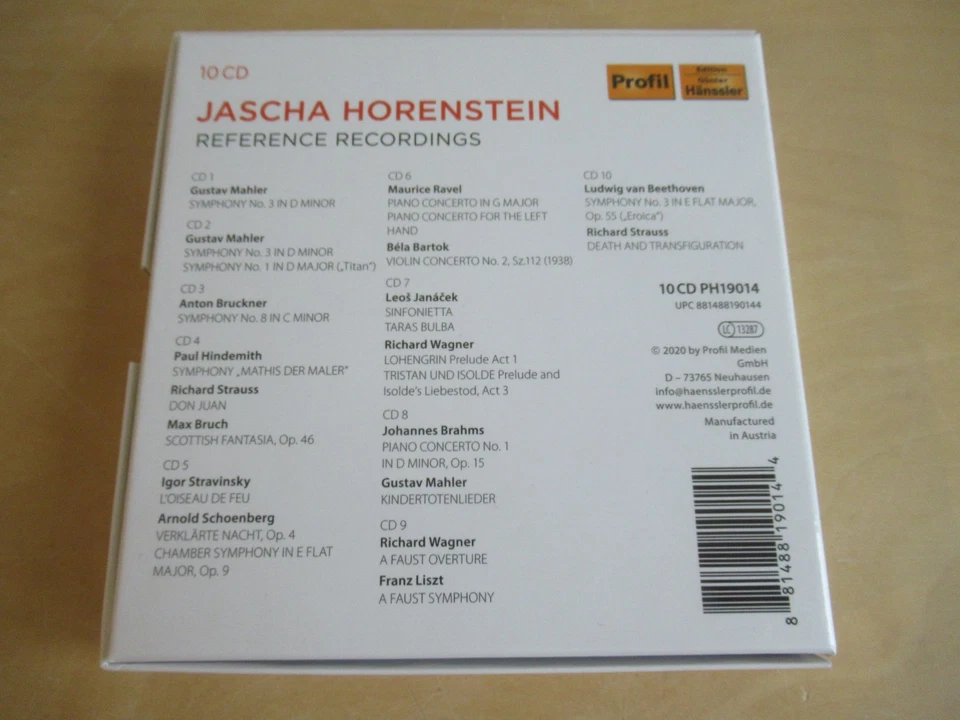 10 CD
JASCHA HORENSTEIN
REFERENCE RECORDINGS
Profil
Edition
Günter
Hänssler
CD 1
Gustav Mahler
SYMPHONY No. 3 IN D MINOR
CD 2
Gustav Mahler
SYMPHONY No. 3 IN D MINOR
SYMPHONY No. 1 IN D MAJOR („Titan“)
CD 3
Anton Bruckner
SYMPHONY No. 8 IN C MINOR
CD 4
Paul Hindemith
SYMPHONY „MATHIS DER MALER“
Richard Strauss
DON JUAN
Max Bruch
SCOTTISH FANTASIA, Op. 46
CD 5
Igor Stravinsky
L'OISEAU DE FEU
Arnold Schoenberg
VERKLÄRTE NACHT, Op. 4
CHAMBER SYMPHONY IN E FLAT
MAJOR, Op. 9
CD 6
Maurice Ravel
PIANO CONCERTO IN G MAJOR
PIANO CONCERTO FOR THE LEFT
HAND
Béla Bartok
VIOLIN CONCERTO No. 2, Sz.112 (1938)
CD 7
Leoš Janáček
SINFONIETTA
TARAS BULBA
Richard Wagner
LOHENGRIN Prelude Act 1
TRISTAN UND ISOLDE Prelude and
Isolde's Liebestod, Act 3
CD 8
Johannes Brahms
PIANO CONCERTO No. 1
IN D MINOR, Op. 15
Gustav Mahler
KINDERTOTENLIEDER
CD 9
Richard Wagner
A FAUST OVERTURE
Franz Liszt
A FAUST SYMPHONY
CD 10
Ludwig van Beethoven
SYMPHONY No. 3 IN E FLAT MAJOR,
Op. 55 („Eroica“)
Richard Strauss
DEATH AND TRANSFIGURATION
10 CD PH19014
UPC 881488190144
LC 13287
© 2020 by Profil Medien
GmbH
D – 73765 Neuhausen
info@haensslerprofil.de
www.haensslerprofil.de
Manufactured
in Austria
8 81488 19014 4